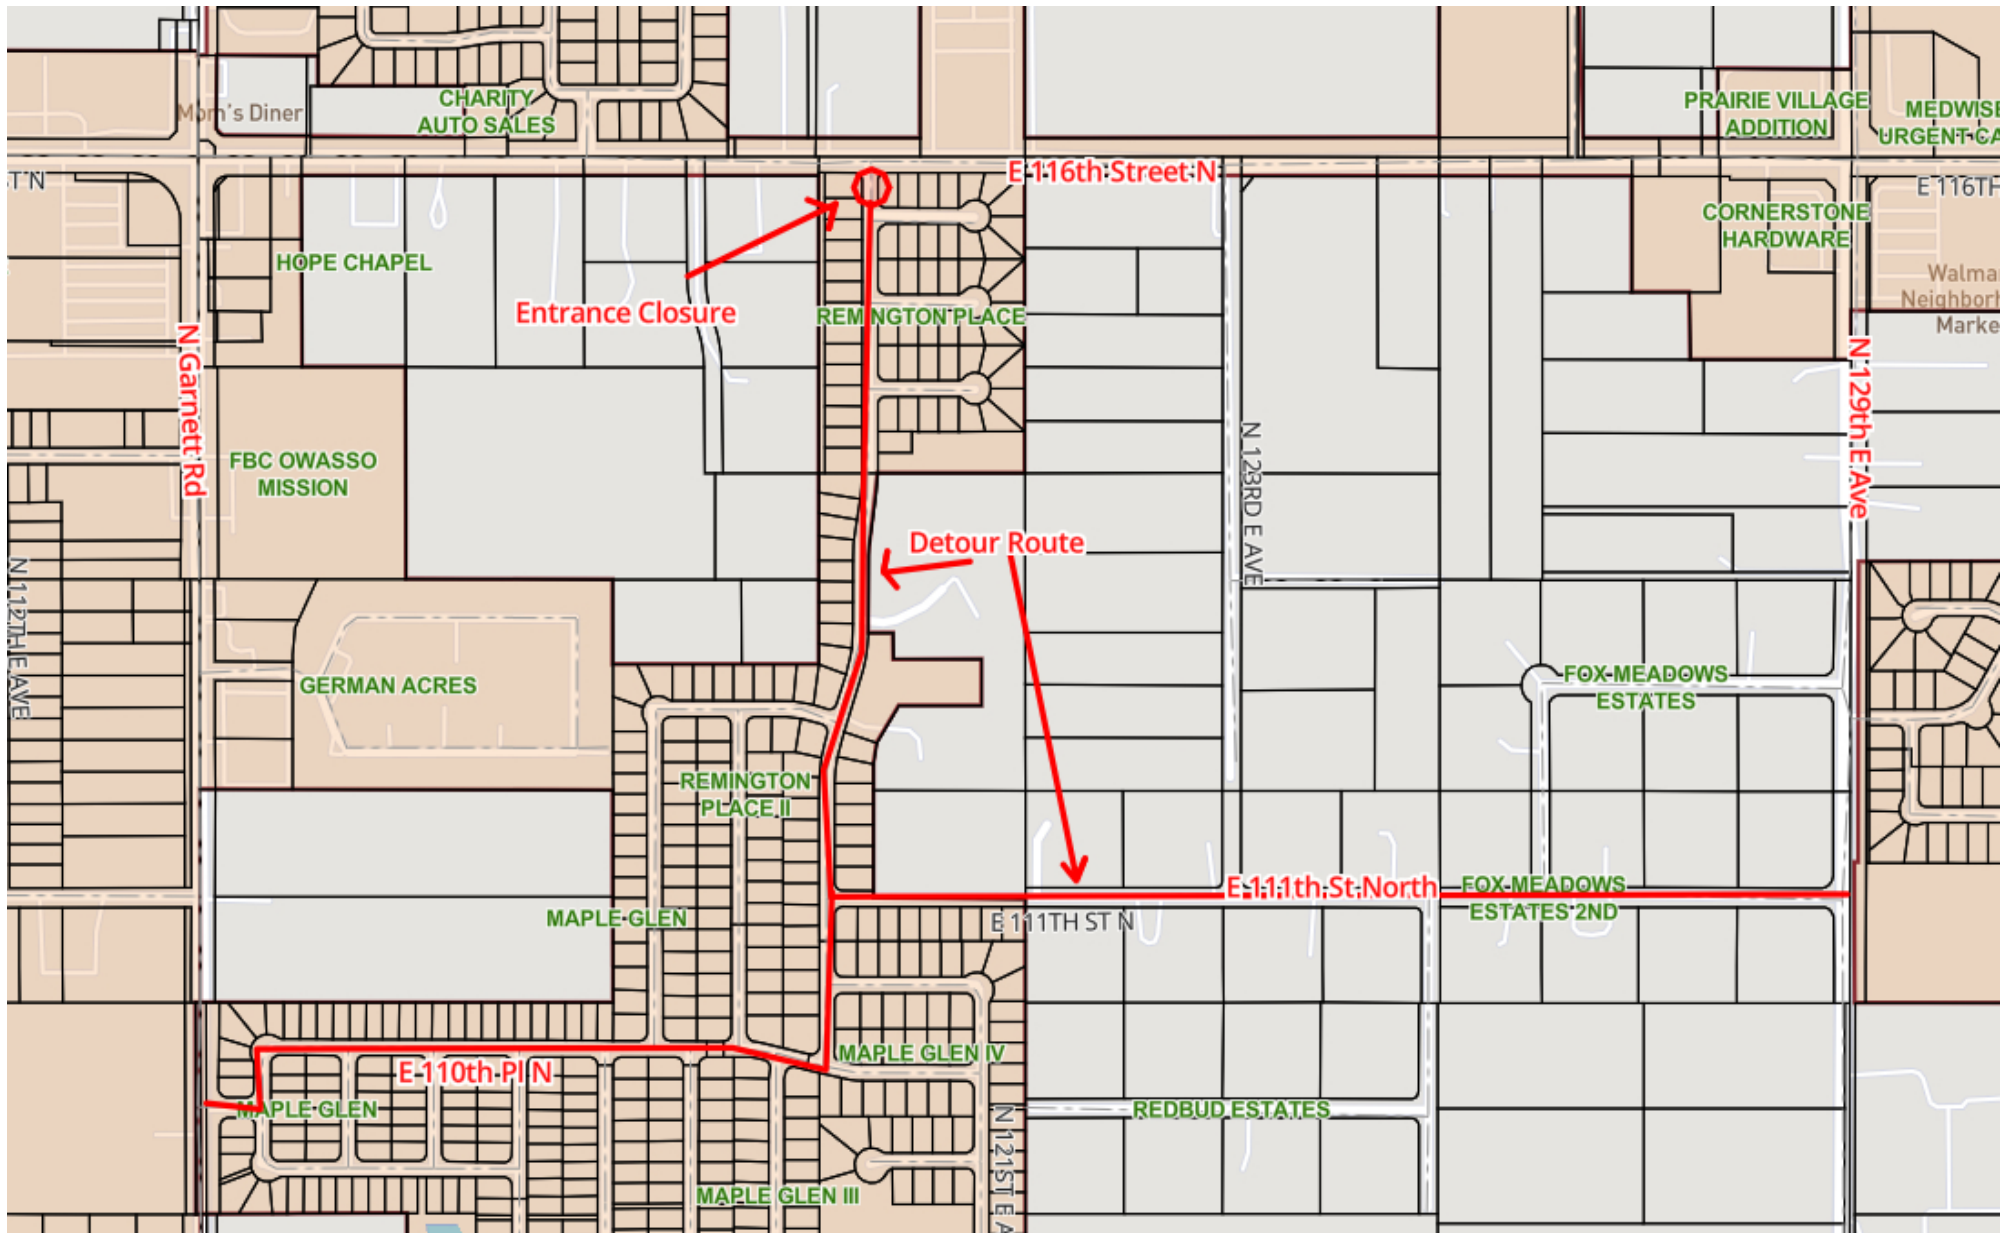 Mom's Diner
CHARITY
AUTO SALES
PRAIRIE VILLAGE
ADDITION
MEDWISE
URGENT CA
E 116th Street N
ST N
E 116TH
CORNERSTONE
HARDWARE
HOPE CHAPEL
Walmar
Neighborh
Marke
Entrance Closure
REMINGTON PLACE
N Garnett Rd
N 129th E Ave
FBC OWASSO
MISSION
N 123RD E AVE
Detour Route
N 112TH E AVE
GERMAN ACRES
FOX MEADOWS
ESTATES
REMINGTON
PLACE II
E 111th St North
FOX MEADOWS
ESTATES 2ND
MAPLE GLEN
E 111TH ST N
MAPLE GLEN IV
E 110th Pl N
MAPLE GLEN
REDBUD ESTATES
N 121ST E A
MAPLE GLEN III